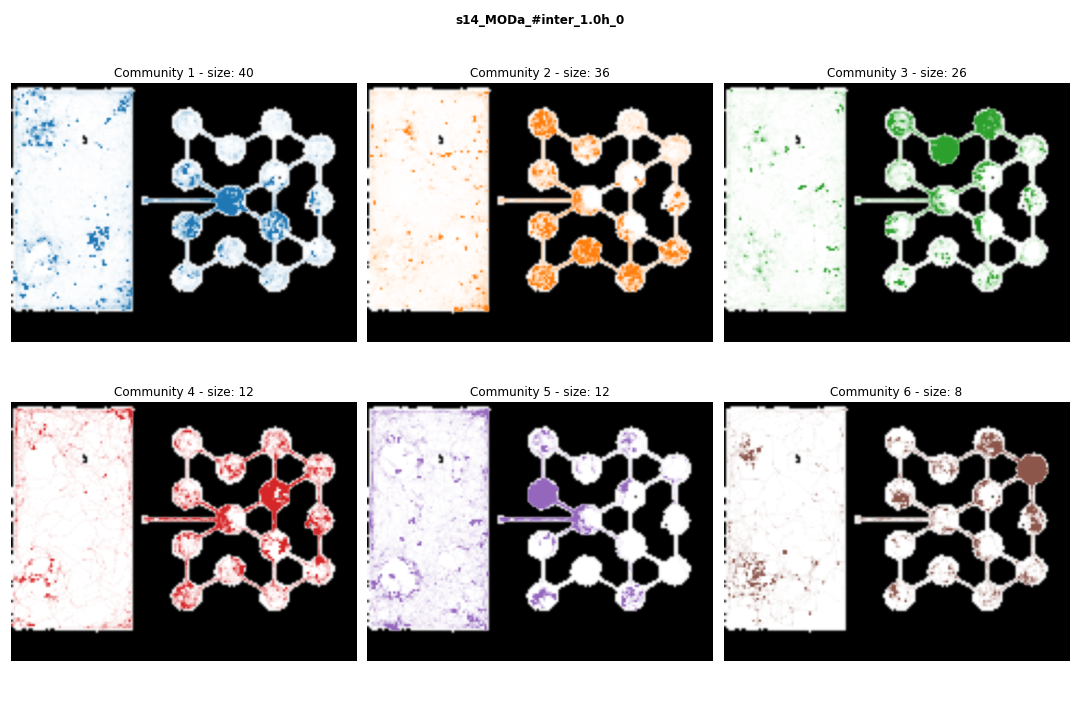 s14_MODa_#inter_1.0h_0
Community 1 - size: 40
Community 2 - size: 36
Community 3 - size: 26
Community 4 - size: 12
Community 5 - size: 12
Community 6 - size: 8